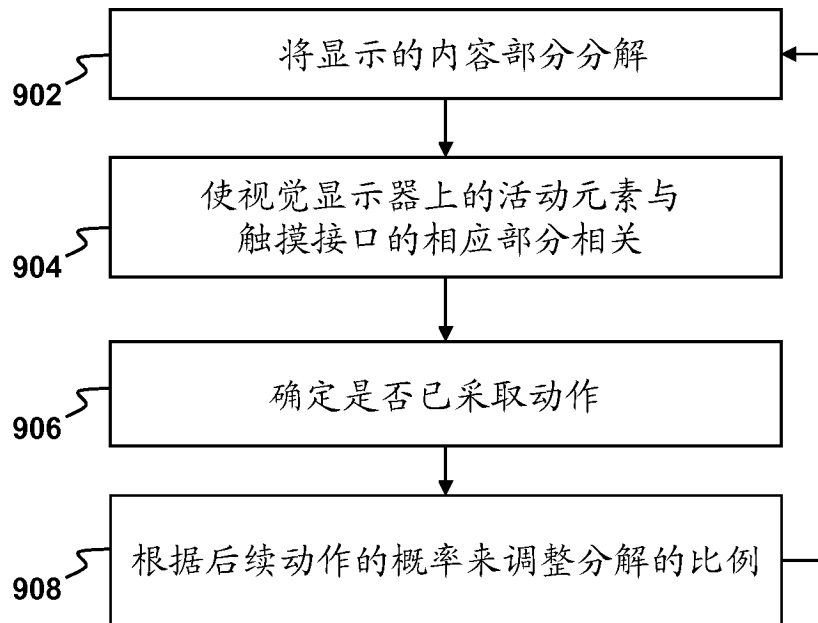 将显示的内容部分分解
902
使视觉显示器上的活动元素与
触摸接口的相应部分相关
904
确定是否已采取动作
906
根据后续动作的概率来调整分解的比例
908